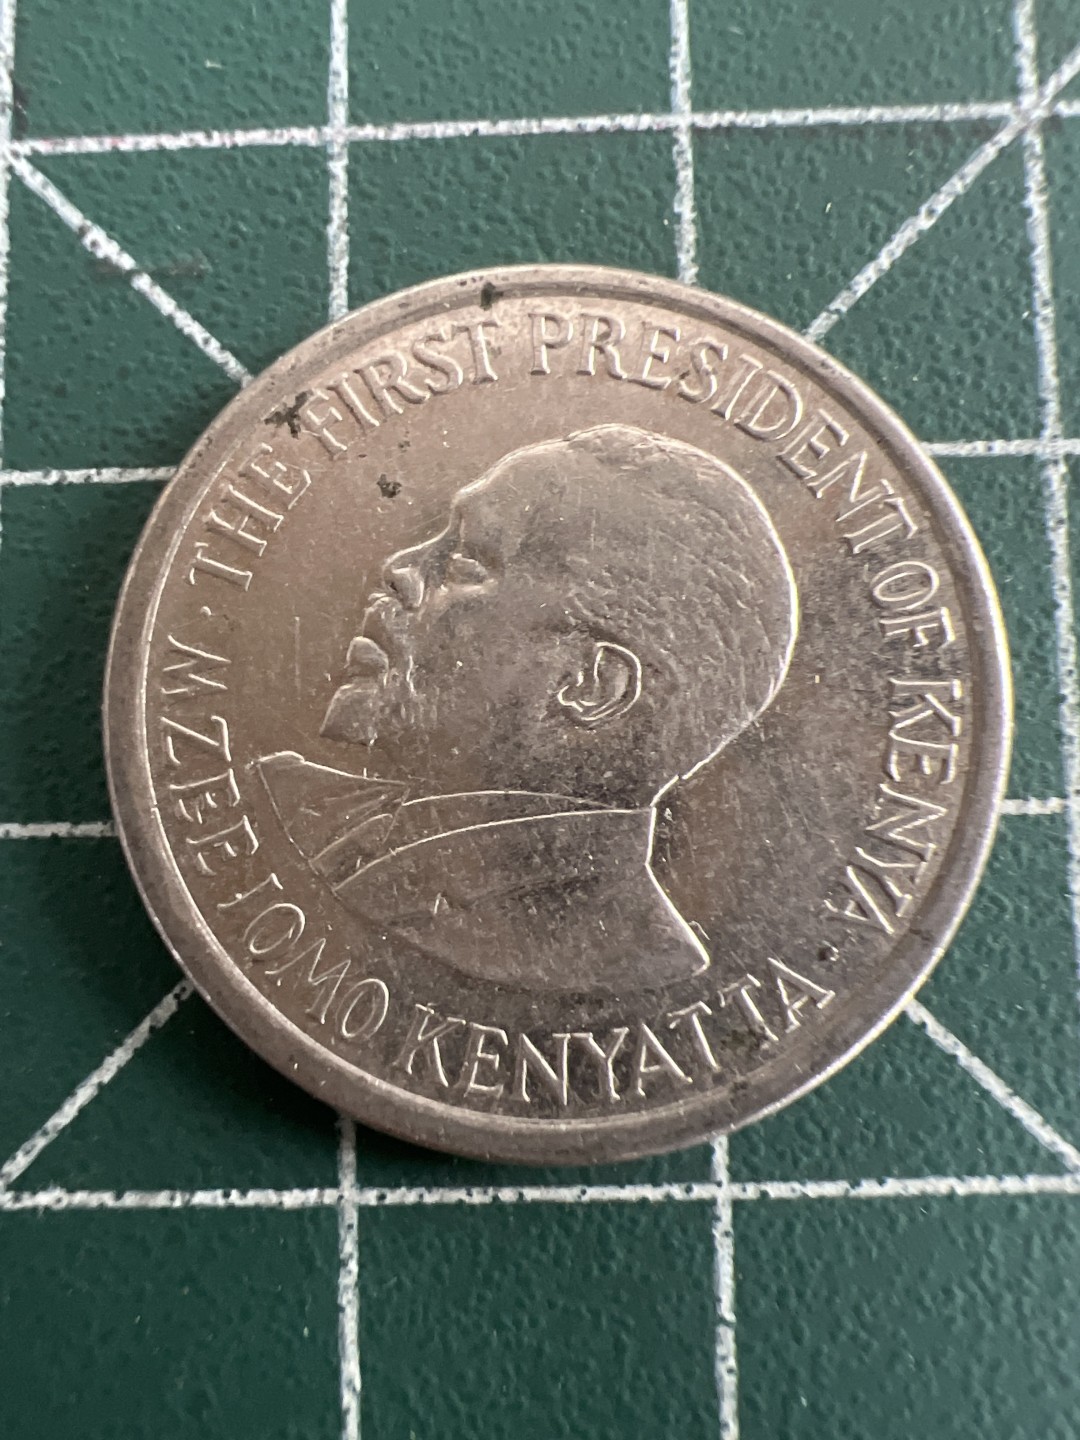 · THE FIRST PRESIDENT OF KENYA ·
MZEE JOMO KENYATTA